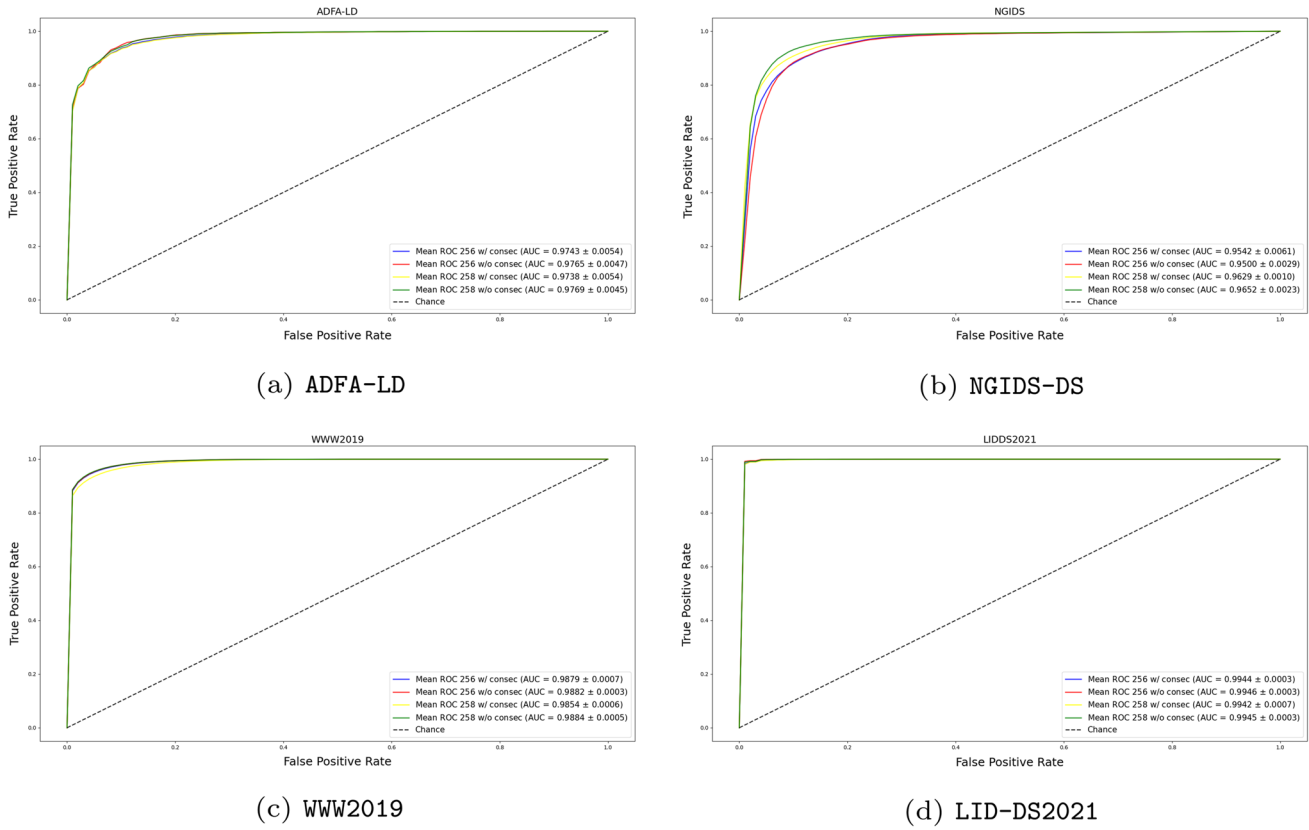 ADFA-LD
1.0
0.8
0.6
0.4
0.2
0.0
True Positive Rate
Mean ROC 256 w/ consec (AUC = 0.9743 ± 0.0054)
Mean ROC 256 w/o consec (AUC = 0.9765 ± 0.0047)
Mean ROC 258 w/ consec (AUC = 0.9738 ± 0.0054)
Mean ROC 258 w/o consec (AUC = 0.9769 ± 0.0045)
Chance
0.0 0.2 0.4 0.6 0.8 1.0
False Positive Rate
(a) ADFA-LD
NGIDS
1.0
0.8
0.6
0.4
0.2
0.0
True Positive Rate
Mean ROC 256 w/ consec (AUC = 0.9542 ± 0.0061)
Mean ROC 256 w/o consec (AUC = 0.9500 ± 0.0029)
Mean ROC 258 w/ consec (AUC = 0.9629 ± 0.0010)
Mean ROC 258 w/o consec (AUC = 0.9652 ± 0.0023)
Chance
0.0 0.2 0.4 0.6 0.8 1.0
False Positive Rate
(b) NGIDS-DS
WWW2019
1.0
0.8
0.6
0.4
0.2
0.0
True Positive Rate
Mean ROC 256 w/ consec (AUC = 0.9879 ± 0.0007)
Mean ROC 256 w/o consec (AUC = 0.9882 ± 0.0003)
Mean ROC 258 w/ consec (AUC = 0.9854 ± 0.0006)
Mean ROC 258 w/o consec (AUC = 0.9884 ± 0.0005)
Chance
0.0 0.2 0.4 0.6 0.8 1.0
False Positive Rate
(c) WWW2019
LIDDS2021
1.0
0.8
0.6
0.4
0.2
0.0
True Positive Rate
Mean ROC 256 w/ consec (AUC = 0.9944 ± 0.0003)
Mean ROC 256 w/o consec (AUC = 0.9946 ± 0.0003)
Mean ROC 258 w/ consec (AUC = 0.9942 ± 0.0007)
Mean ROC 258 w/o consec (AUC = 0.9945 ± 0.0003)
Chance
0.0 0.2 0.4 0.6 0.8 1.0
False Positive Rate
(d) LID-DS2021